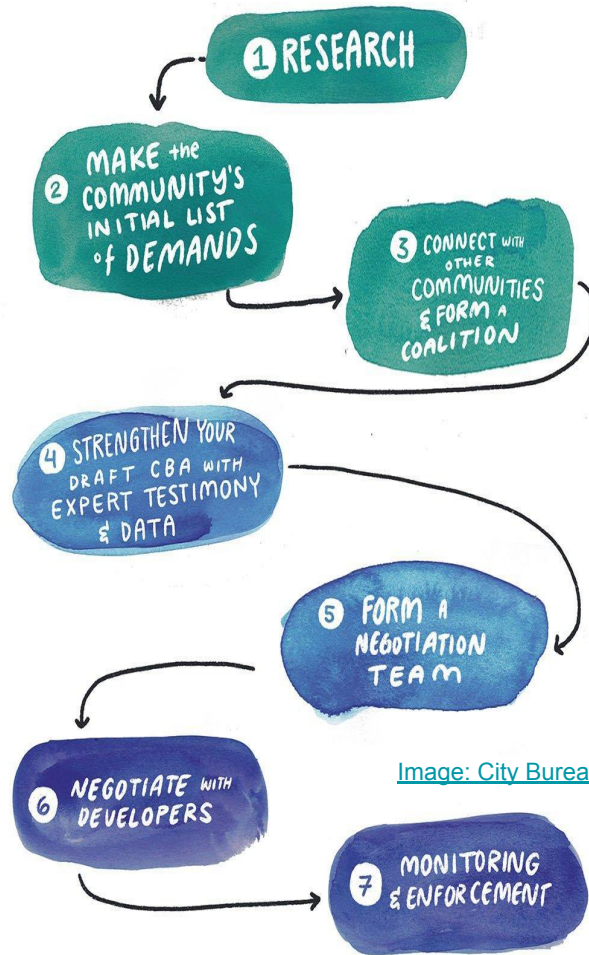 1 RESEARCH
2 MAKE the
COMMUNITY'S
INITIAL LIST
of DEMANDS
3 CONNECT WITH
OTHER
COMMUNITIES
& FORM A
COALITION
4 STRENGTHEN YOUR
DRAFT CBA WITH
EXPERT TESTIMONY
& DATA
5 FORM A
NEGOTIATION
TEAM
Image: City Burea
6 NEGOTIATE WITH
DEVELOPERS
7 MONITORING
& ENFORCEMENT